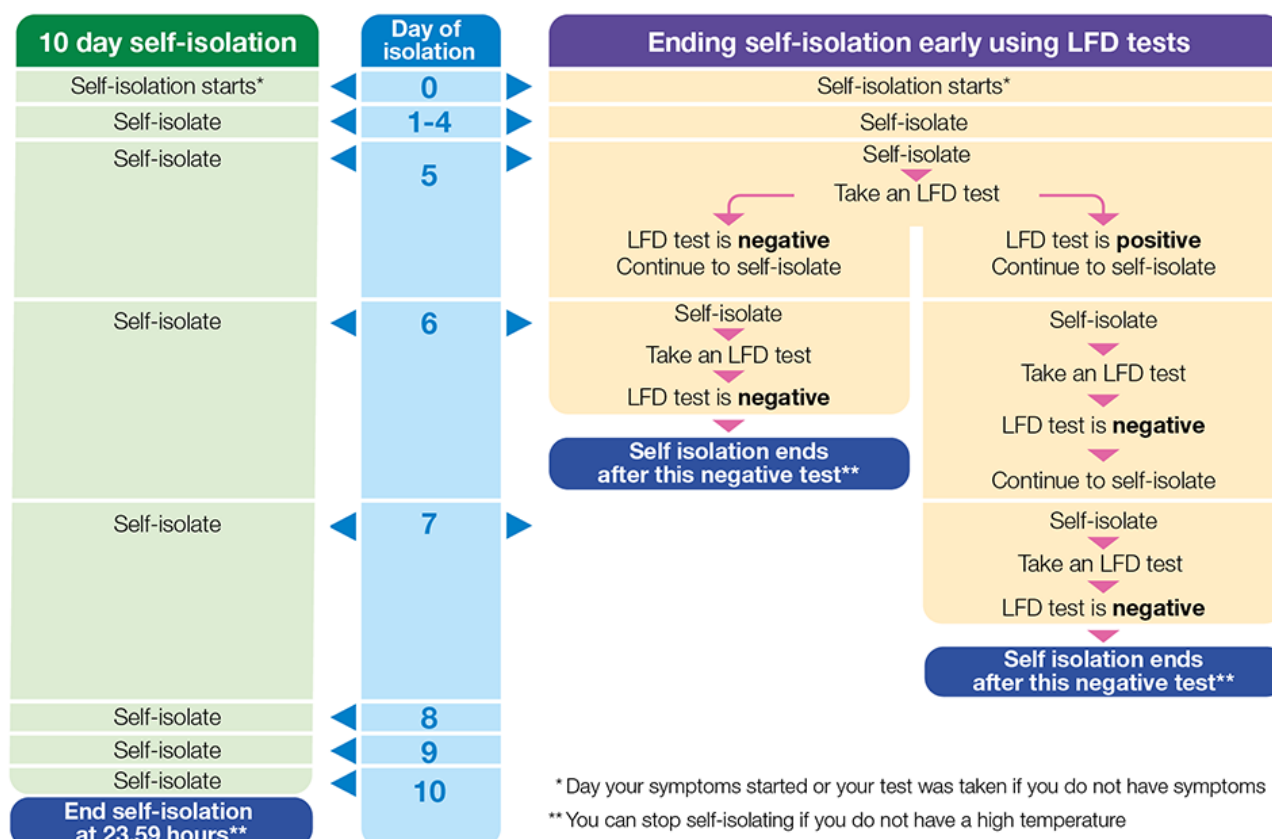 10 day self-isolation
Day of
isolation
Ending self-isolation early using LFD tests
Self-isolation starts*
0
Self-isolation starts*
Self-isolate
1-4
Self-isolate
Self-isolate
5
Self-isolate
Take an LFD test
LFD test is negative
Continue to self-isolate
LFD test is positive
Continue to self-isolate
Self-isolate
6
Self-isolate
Take an LFD test
LFD test is negative
Self isolation ends
after this negative test**
Self-isolate
Take an LFD test
LFD test is negative
Continue to self-isolate
Self-isolate
7
Self-isolate
Take an LFD test
LFD test is negative
Self isolation ends
after this negative test**
Self-isolate
8
Self-isolate
9
Self-isolate
10
End self-isolation
at 23.59 hours**
* Day your symptoms started or your test was taken if you do not have symptoms
** You can stop self-isolating if you do not have a high temperature